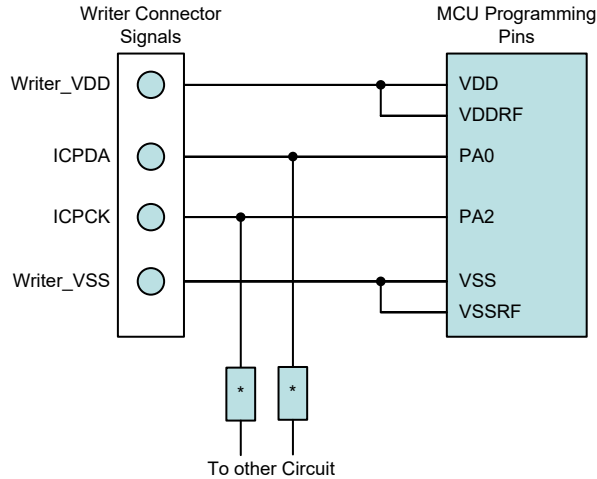 Writer Connector
Signals
MCU Programming
Pins
Writer_VDD
VDD
VDDRF
ICPDA
PA0
ICPCK
PA2
Writer_VSS
VSS
VSSRF
*
*
To other Circuit